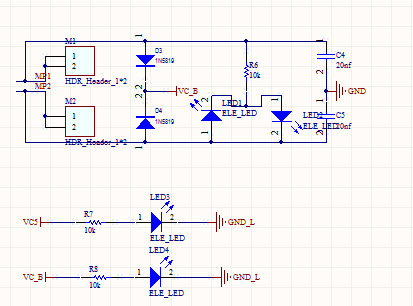 M1
1
2
HDR_Header_1*2
MP1
MP2
M2
1
2
HDR_Header_1*2
1
D3
1N5819
2
2
VC_B
D4
1N5819
1
R6
10k
2
LED1
ELE_LED
1
2
LED2
ELE_LED
1
1
C4
20nf
2
GND
1
C5
20nf
2
VC5
R7
10k
1
LED3
2
ELE_LED
GND_L
VC_B
R8
10k
1
LED4
2
ELE_LED
GND_L